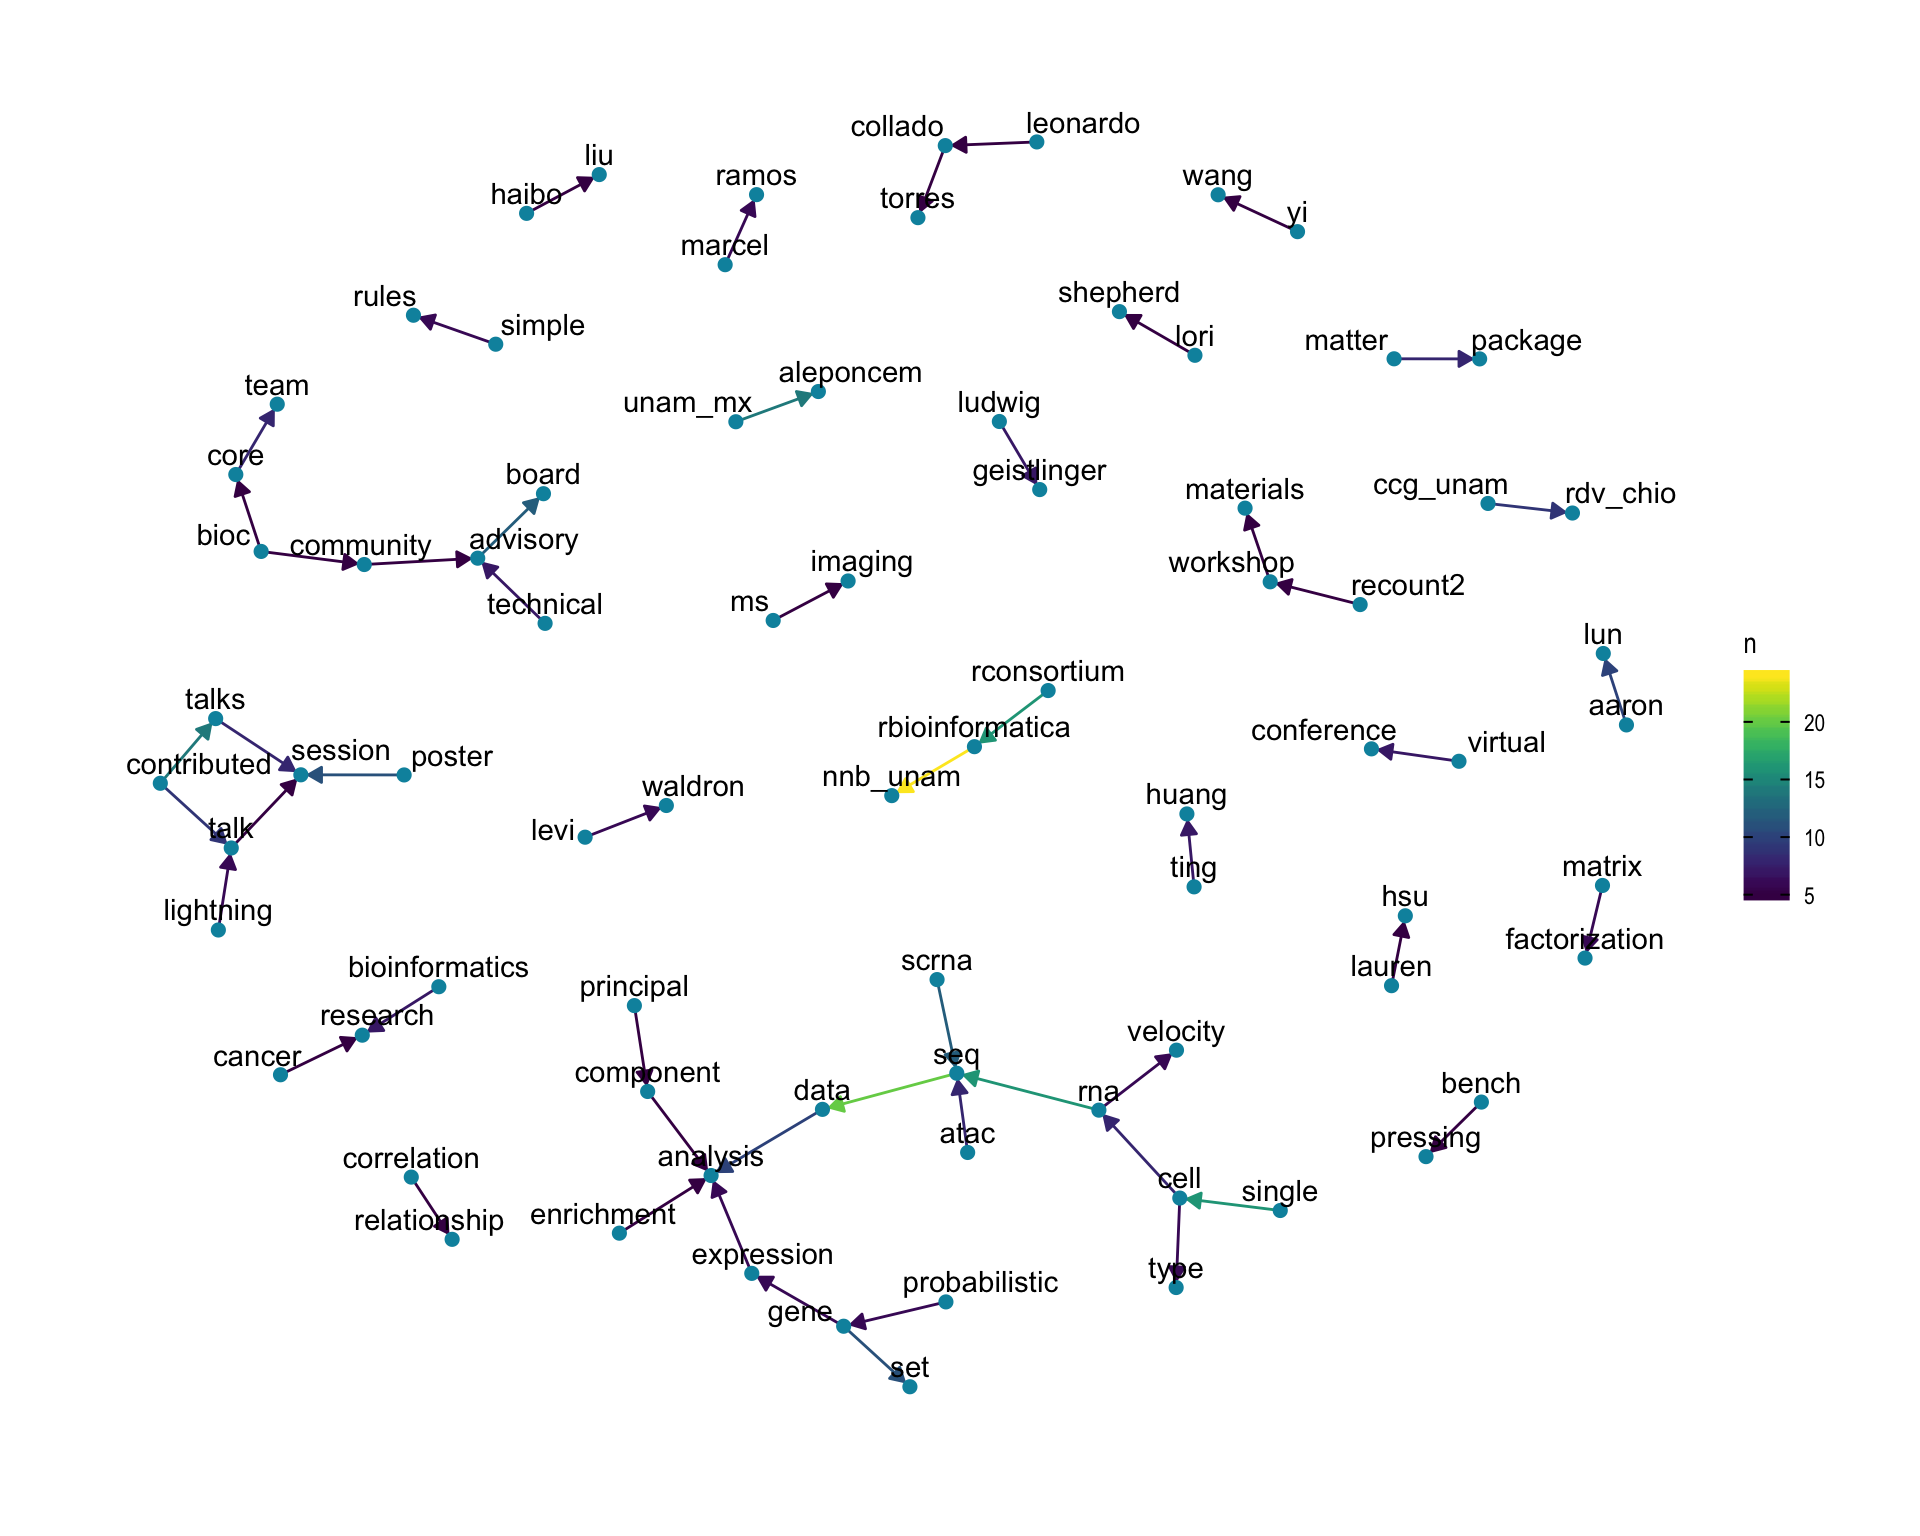 collado
leonardo
liu
haibo
ramos
torres
wang
yi
marcel
rules
simple
shepherd
lori
matter
package
team
unam_mx
aleponcem
ludwig
core
board
geistlinger
materials
ccg_unam
rdv_chio
bioc
community
advisory
imaging
workshop
recount2
ms
technical
lun
n
talks
rconsortium
aaron
rbioinformatica
conference
virtual
20
session
poster
contributed
nnb_unam
15
waldron
huang
levi
talk
10
ting
matrix
hsu
5
lightning
factorization
bioinformatics
principal
scrna
lauren
research
velocity
cancer
component
seq
data
rna
bench
atac
pressing
correlation
analysis
cell
single
relationship
enrichment
expression
type
probabilistic
gene
set